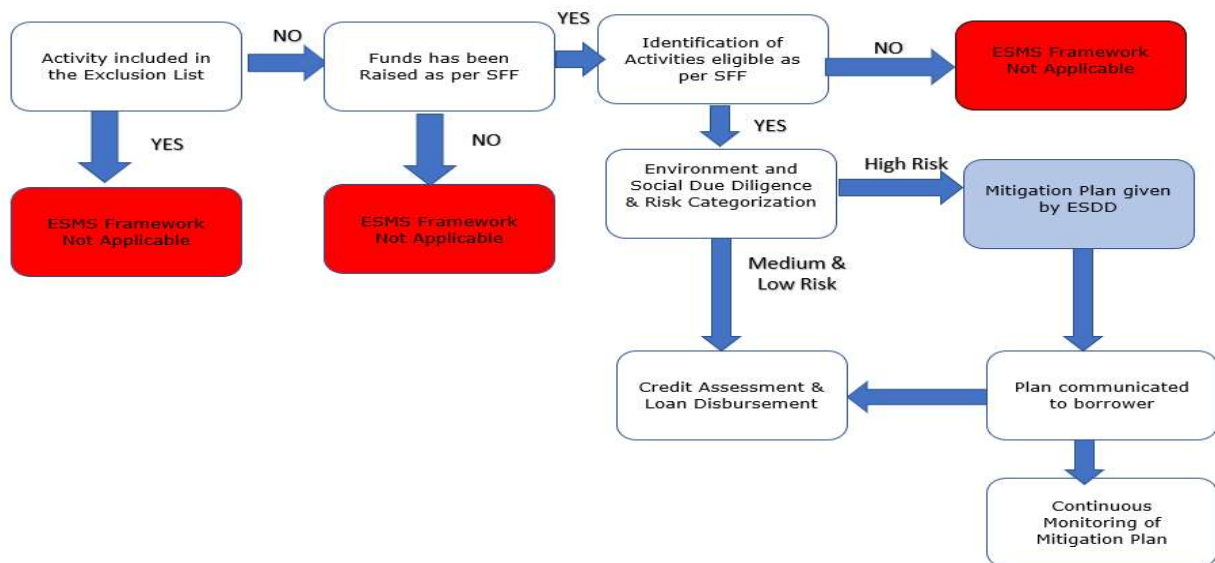 YES
Activity included
in the Exclusion List
NO
Funds has been
Raised as per SFF
Identification of
Activities eligible as
per SFF
NO
ESMS Framework
Not Applicable
YES
NO
YES
ESMS Framework
Not Applicable
ESMS Framework
Not Applicable
Environment and
Social Due Diligence
& Risk Categorization
High Risk
Mitigation Plan given
by ESDD
Medium &
Low Risk
Credit Assessment &
Loan Disbursement
Plan communicated
to borrower
Continuous
Monitoring of
Mitigation Plan